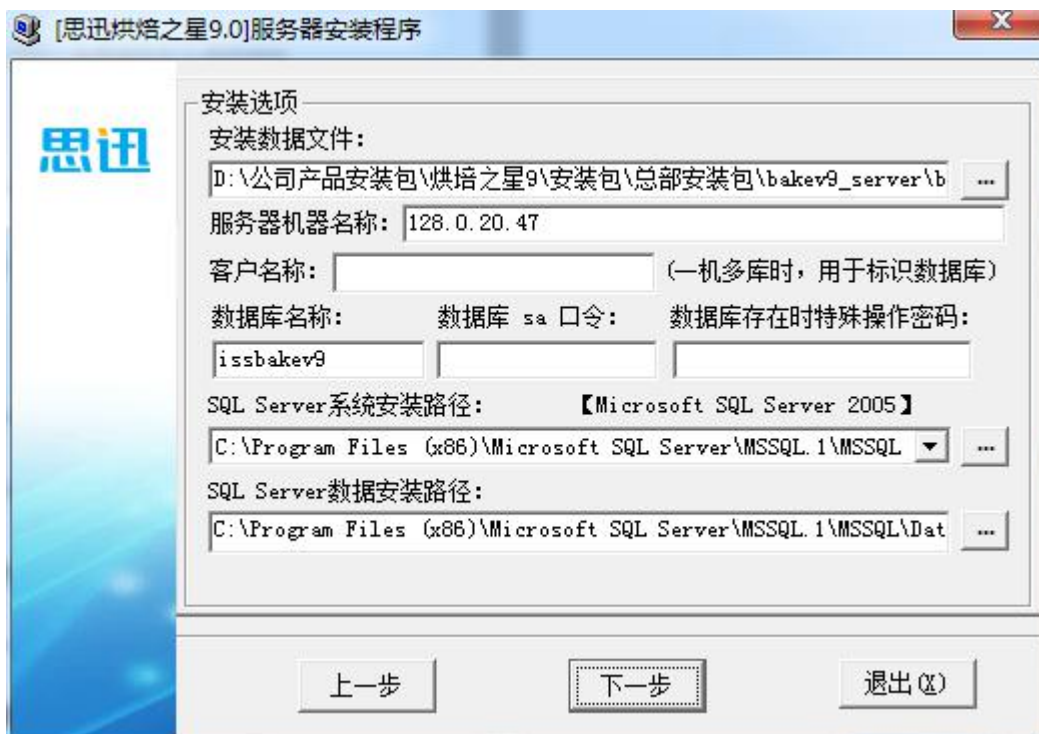 [思迅烘焙之星9.0]服务器安装程序
思迅
安装选项
安装数据文件：
D:\公司产品安装包\烘培之星9\安装包\总部安装包\bakev9_server\b ...
服务器机器名称： 128.0.20.47
客户名称： （一机多库时，用于标识数据库）
数据库名称： 数据库 sa 口令： 数据库存在时特殊操作密码：
issbakev9
SQL Server系统安装路径： 【Microsoft SQL Server 2005】
C:\Program Files (x86)\Microsoft SQL Server\MSSQL.1\MSSQL ...
SQL Server数据安装路径：
C:\Program Files (x86)\Microsoft SQL Server\MSSQL.1\MSSQL\Dat ...
上一步 下一步 退出(X)